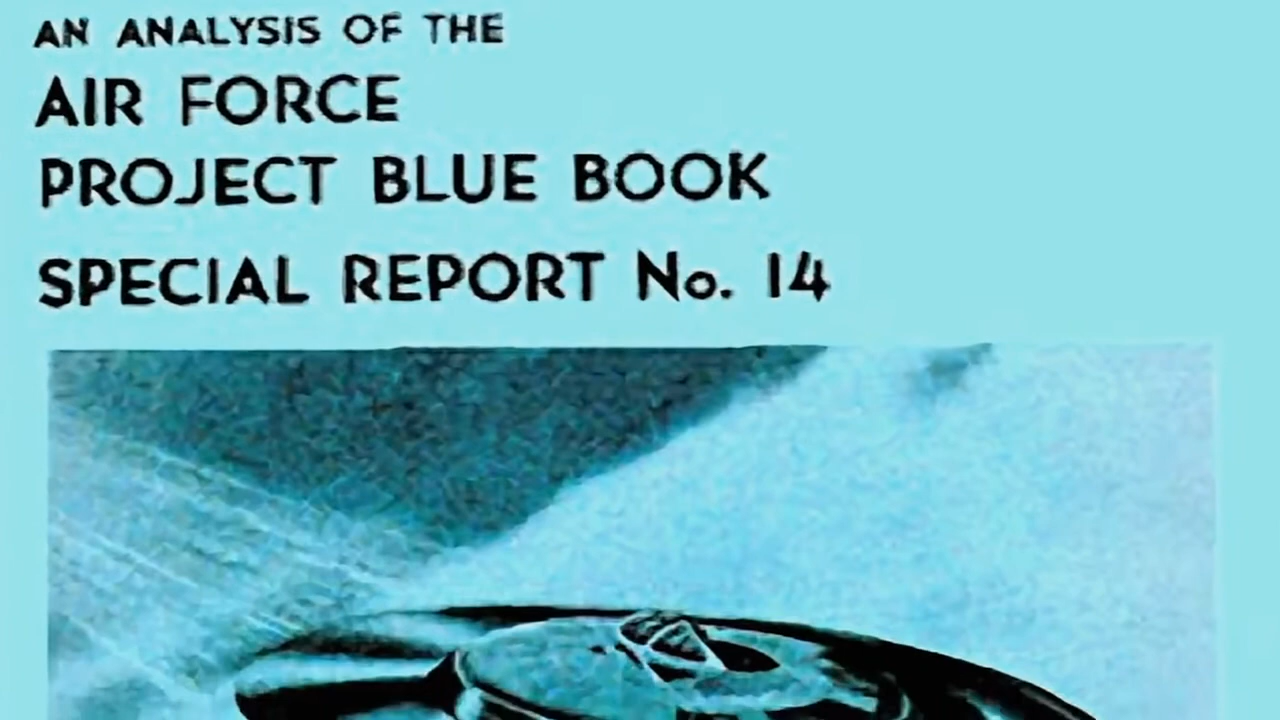 AN ANALYSIS OF THE
AIR FORCE
PROJECT BLUE BOOK
SPECIAL REPORT No. 14